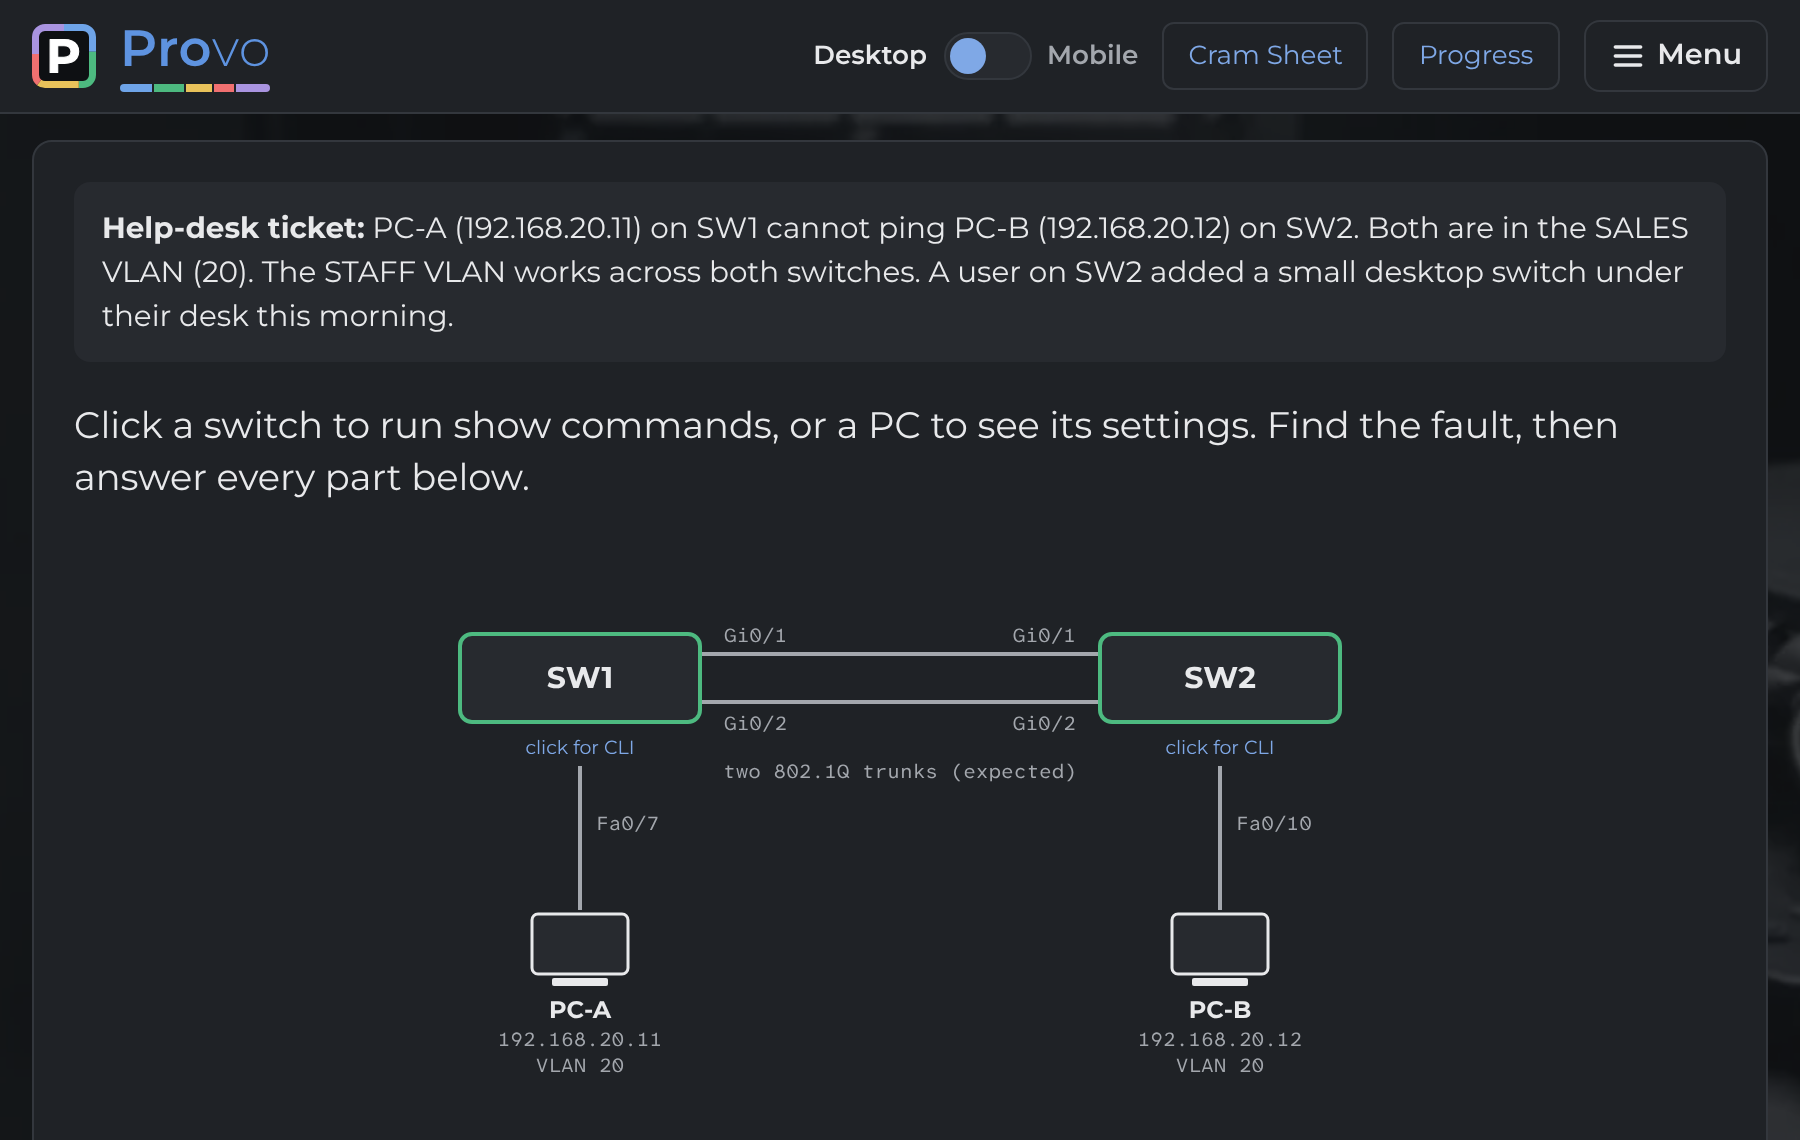 P Provo
Desktop Mobile Cram Sheet Progress Menu
Help-desk ticket: PC-A (192.168.20.11) on SW1 cannot ping PC-B (192.168.20.12) on SW2. Both are in the SALES
VLAN (20). The STAFF VLAN works across both switches. A user on SW2 added a small desktop switch under
their desk this morning.
Click a switch to run show commands, or a PC to see its settings. Find the fault, then
answer every part below.
Gi0/1 Gi0/1
SW1 SW2
Gi0/2 Gi0/2
click for CLI click for CLI
two 802.1Q trunks (expected)
Fa0/7 Fa0/10
PC-A PC-B
192.168.20.11 192.168.20.12
VLAN 20 VLAN 20